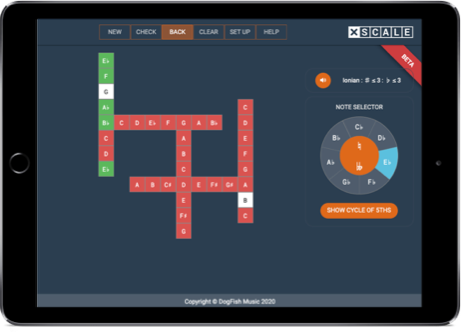 NEW CHECK BACK CLEAR SET UP HELP
XSCALE
BETA
Ionian : ♯ ≤ 3 : ♭ ≤ 3
NOTE SELECTOR
C♭
B♭ D♭
♮
A♭ E♭
G♭ F♭
SHOW CYCLE OF 5THS
E♭
F
G
A♭ C
B♭ C D E♭ F G A B♭ D
C A E
D B F
E♭ C G
A B C♯ D E F♯ G♯ A
E B
F♯ C
G
Copyright © DogFish Music 2020